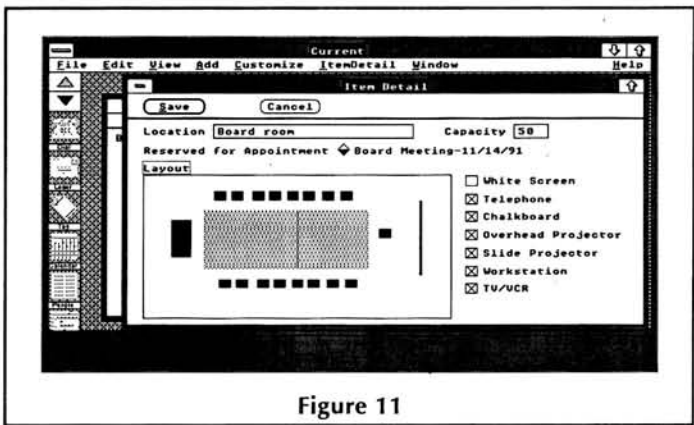 Current
File Edit View Add Customize ItemDetail Window Help
Item Detail
Save Cancel
Location Board room Capacity 50
Reserved for Appointment Board Meeting-11/14/91
Layout
White Screen
Telephone
Chalkboard
Overhead Projector
Slide Projector
Workstation
TV/VCR
People
Figure 11